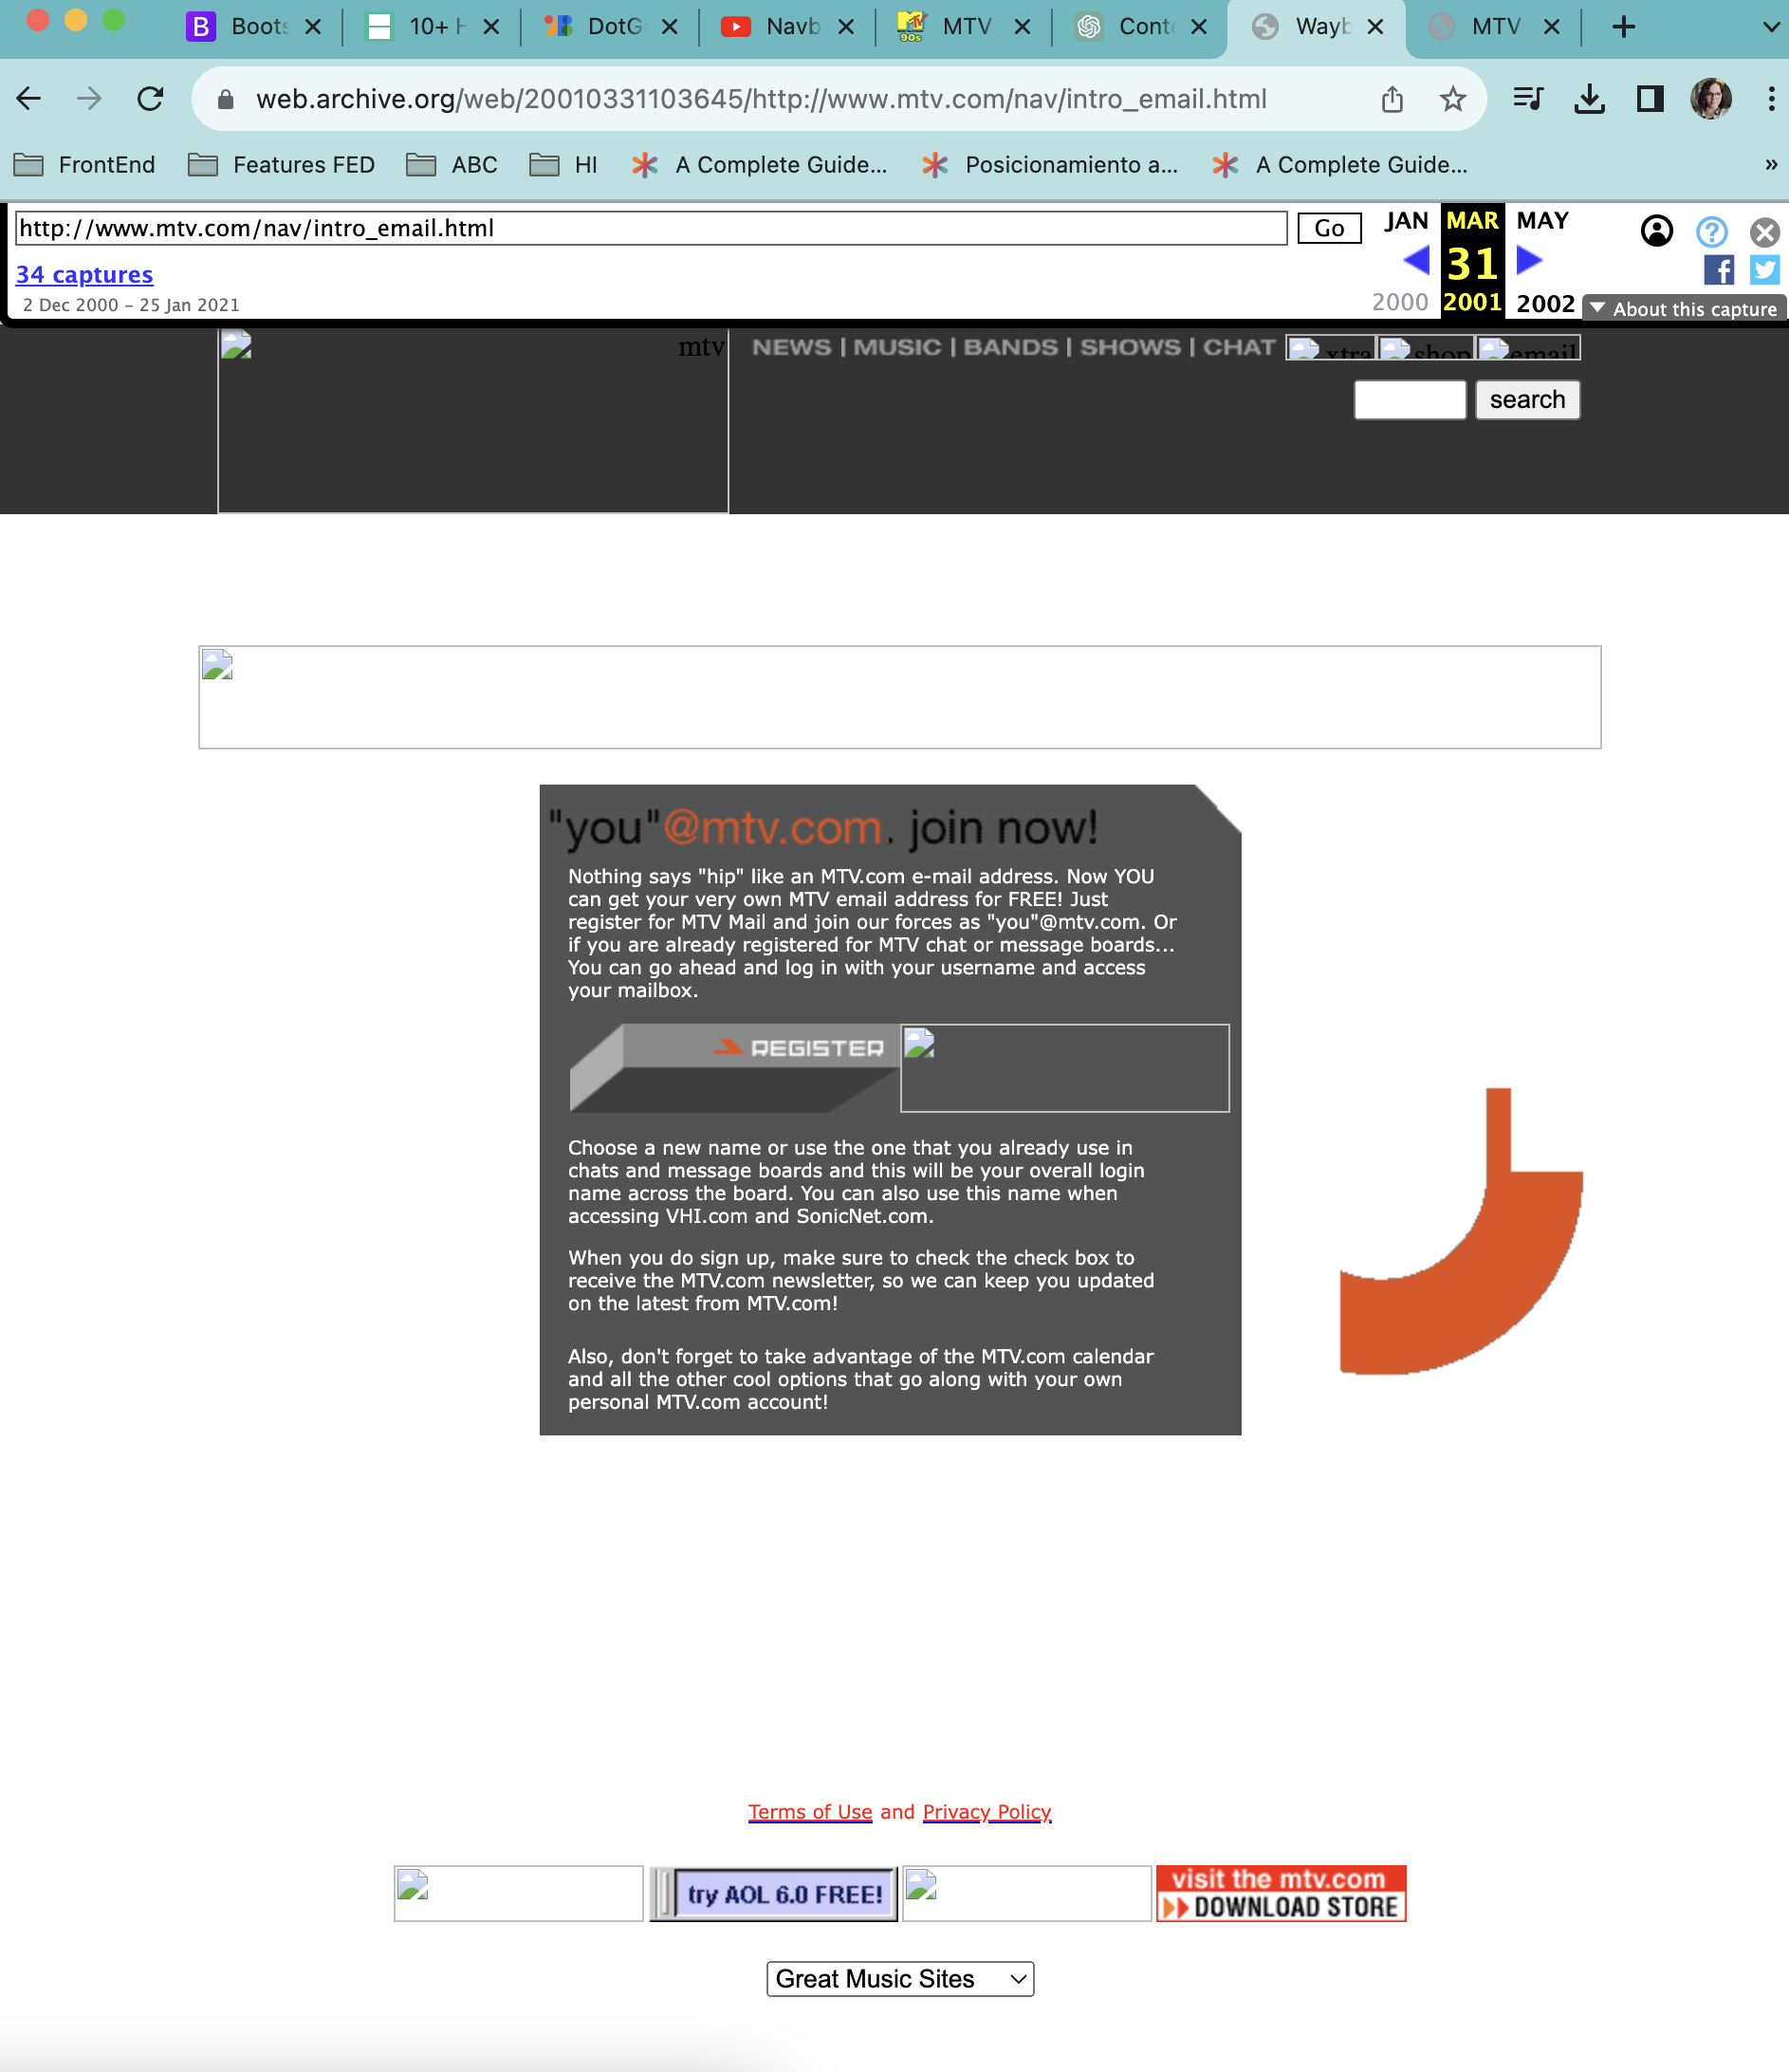 Boots
10+ H
DotG
Navb
MTV
Conte
Wayb
MTV
web.archive.org/web/20010331103645/http://www.mtv.com/nav/intro_email.html
FrontEnd
Features FED
ABC
HI
A Complete Guide...
Posicionamiento a...
A Complete Guide...
»
http://www.mtv.com/nav/intro_email.html
Go
JAN
MAR
MAY
34 captures
31
2 Dec 2000 – 25 Jan 2021
2000
2001
2002
About this capture
mtv
NEWS | MUSIC | BANDS | SHOWS | CHAT
xtra
shop
email
search
"you"@mtv.com. join now!
Nothing says "hip" like an MTV.com e-mail address. Now YOU
can get your very own MTV email address for FREE! Just
register for MTV Mail and join our forces as "you"@mtv.com. Or
if you are already registered for MTV chat or message boards...
You can go ahead and log in with your username and access
your mailbox.
REGISTER
Choose a new name or use the one that you already use in
chats and message boards and this will be your overall login
name across the board. You can also use this name when
accessing VHI.com and SonicNet.com.
When you do sign up, make sure to check the check box to
receive the MTV.com newsletter, so we can keep you updated
on the latest from MTV.com!
Also, don't forget to take advantage of the MTV.com calendar
and all the other cool options that go along with your own
personal MTV.com account!
Terms of Use and Privacy Policy
try AOL 6.0 FREE!
visit the mtv.com
DOWNLOAD STORE
Great Music Sites